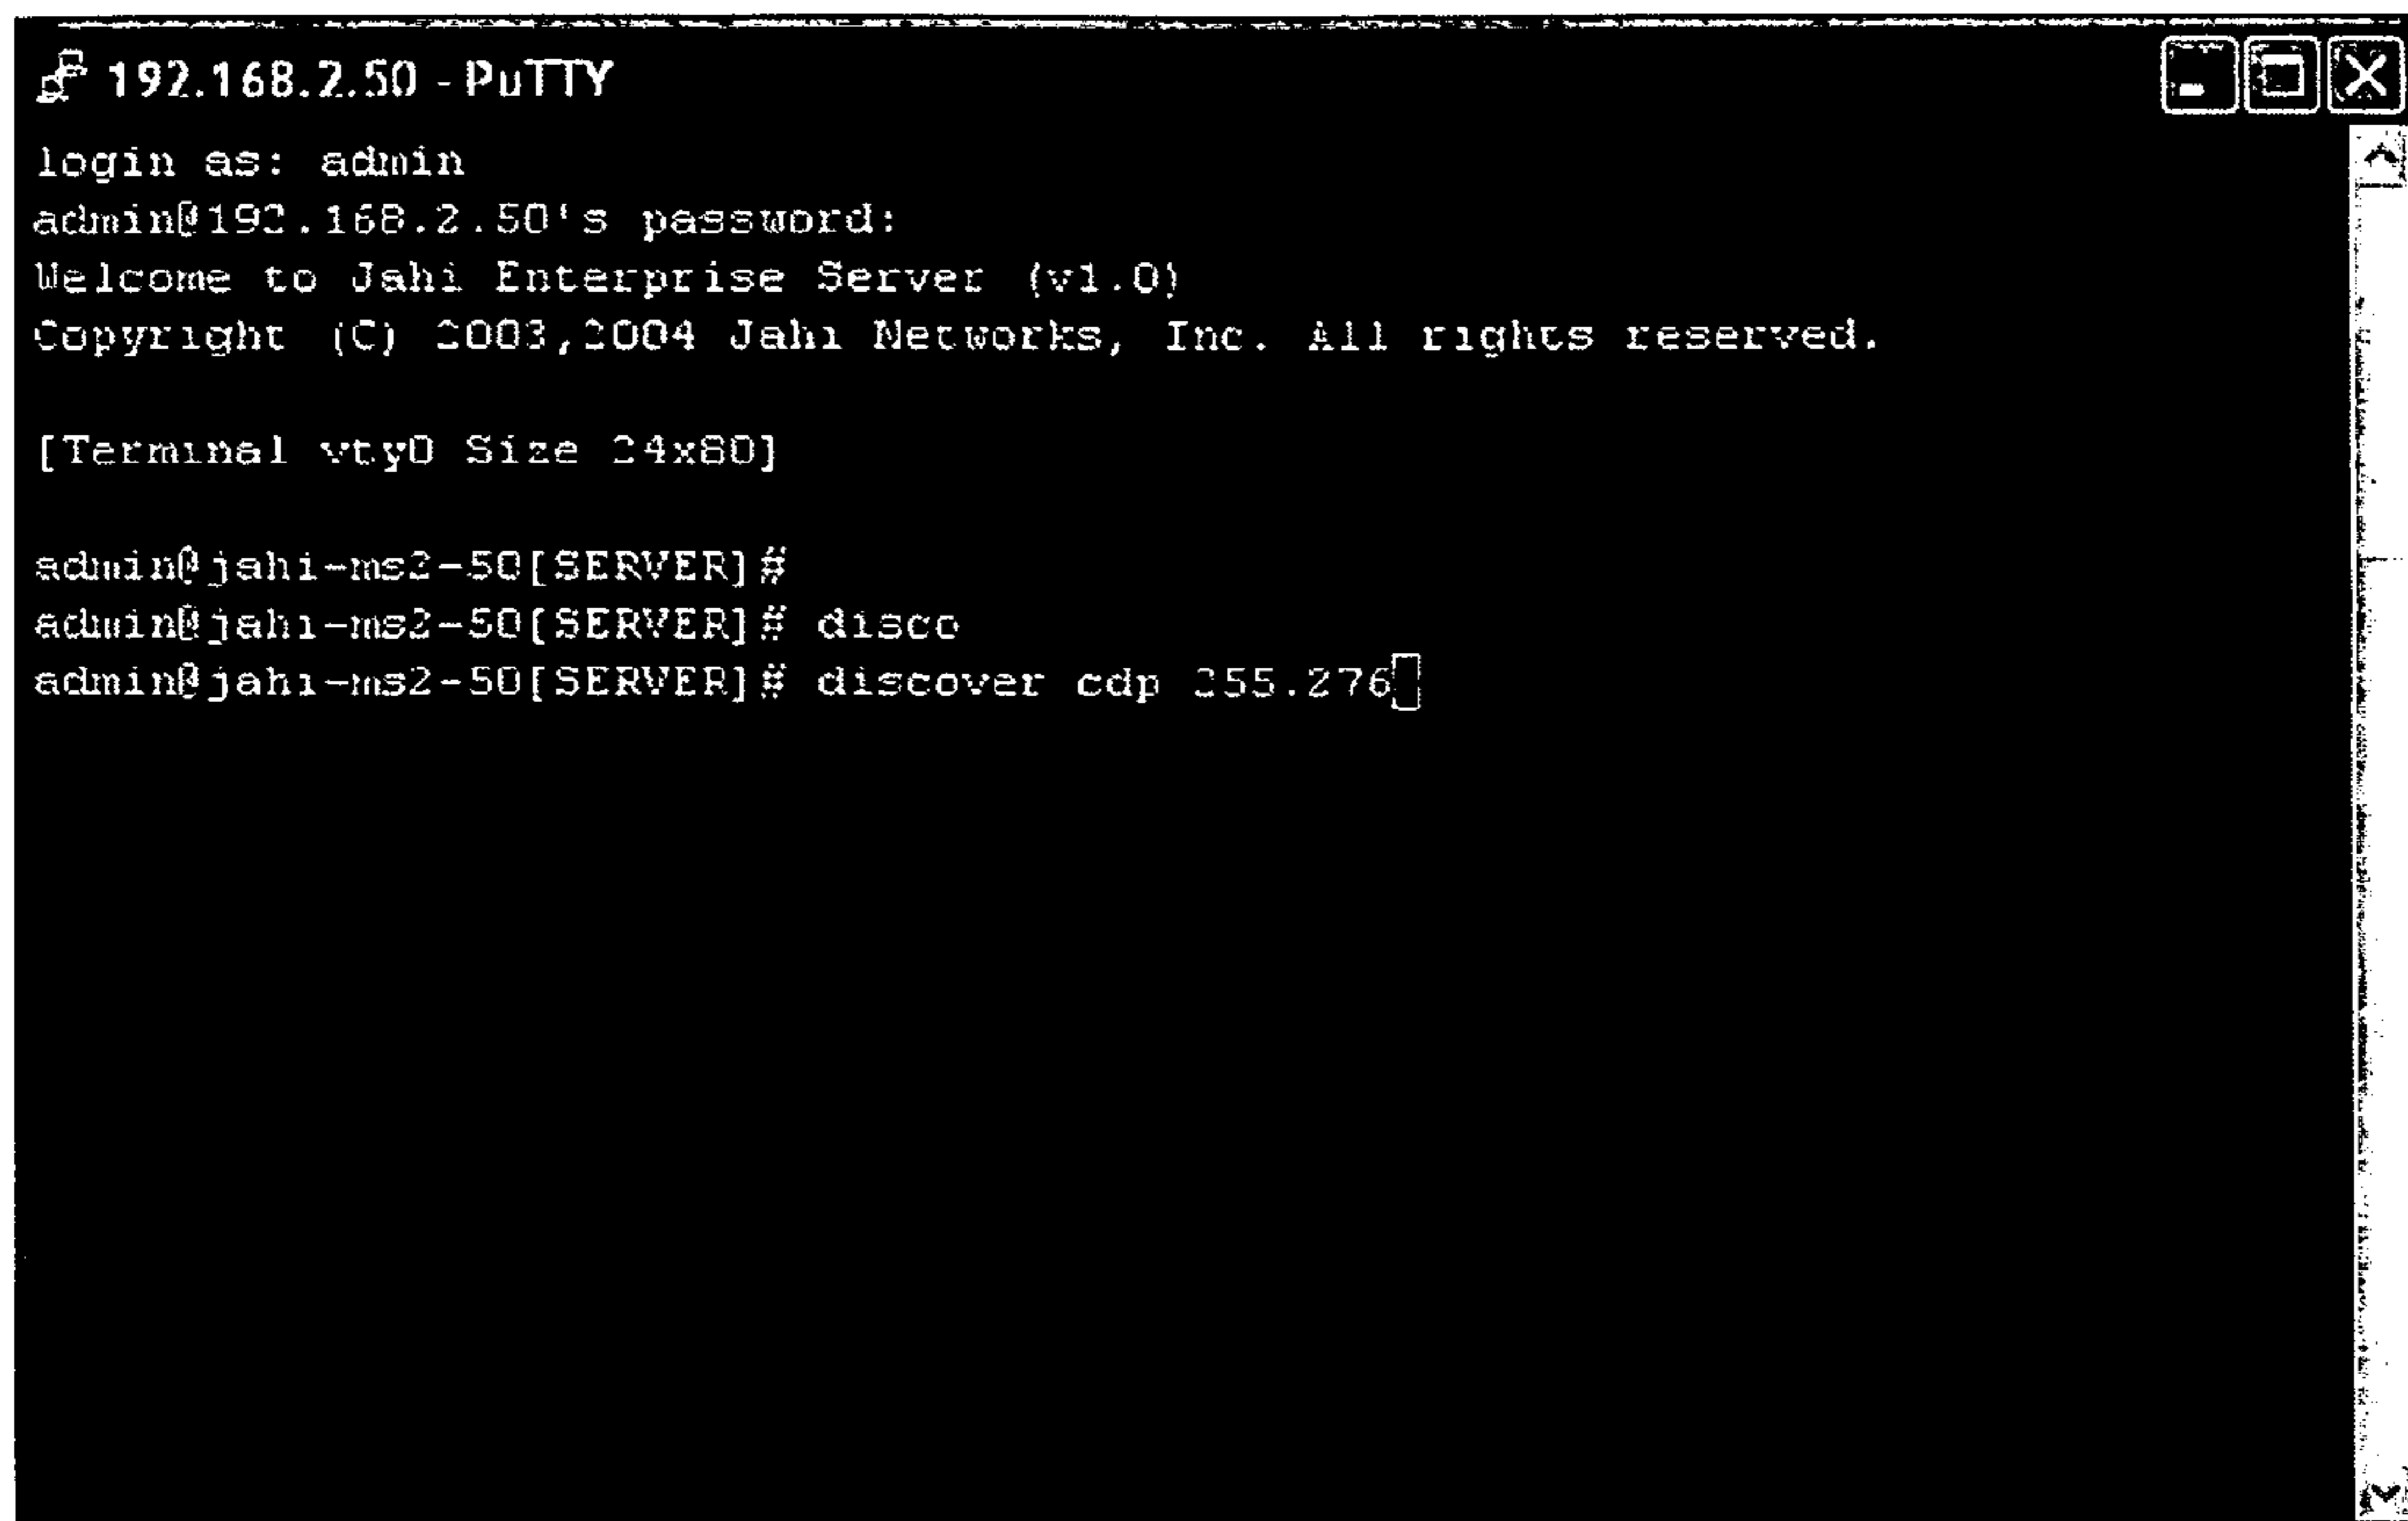 192.168.2.50 - PuTTY
login as: admin
admin@192.168.2.50's password:
Welcome to Jahi Enterprise Server (v1.0)
Copyright (C) 2003,2004 Jahi Networks, Inc. All rights reserved.
[Terminal vty0 Size 24x80]
admin@jahi-ms2-50[SERVER]#
admin@jahi-ms2-50[SERVER]# disco
admin@jahi-ms2-50[SERVER]# discover cdp 255.276